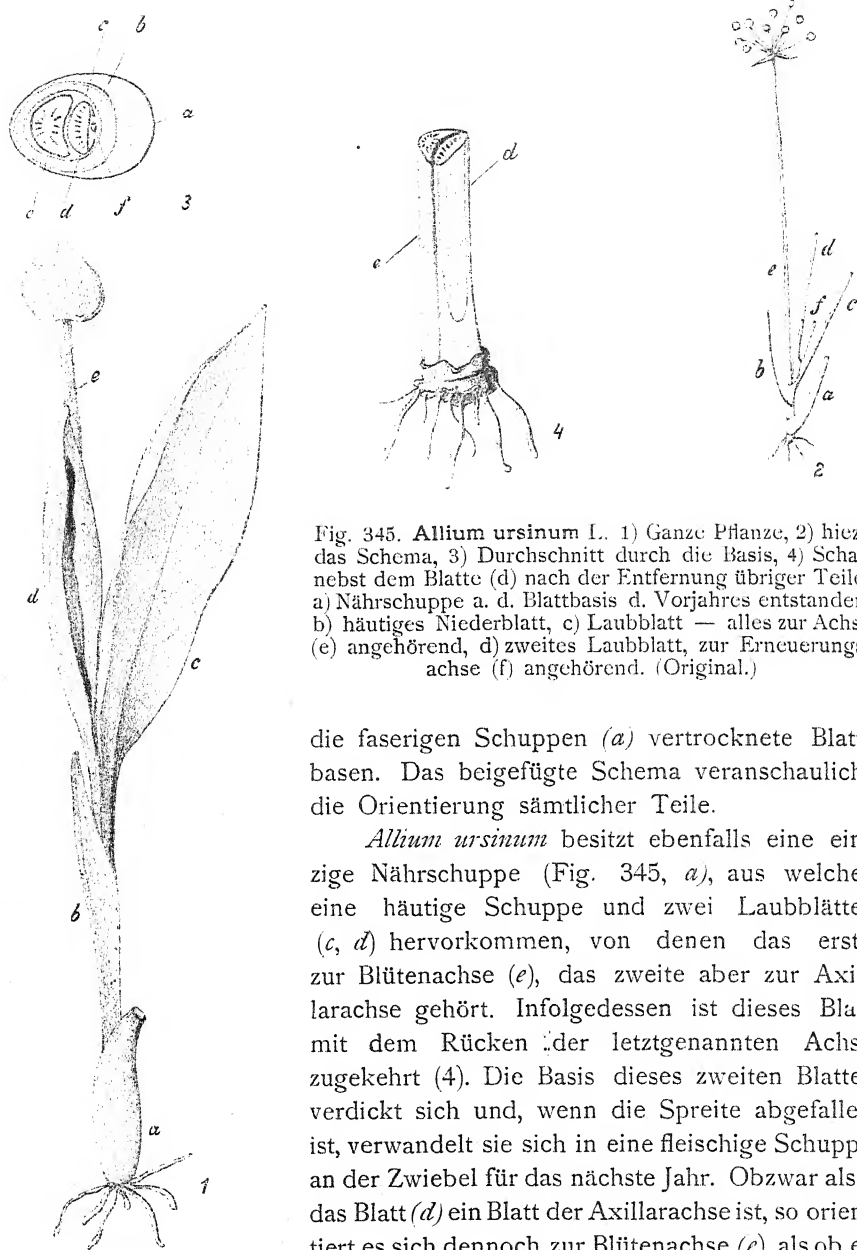 c b
a
c d f 3
e
d
c
b
a
1
d
e
4
d
e
f
c
b
a
2
Fig. 345. Allium ursinum L. 1) Ganze Pflanze, 2) hiez
das Schema, 3) Durchschnitt durch die Basis, 4) Scha
nebst dem Blatte (d) nach der Entfernung übriger Teile
a) Nährschuppe a. d. Blattbasis d. Vorjahres entstanden
b) häutiges Niederblatt, c) Laubblatt — alles zur Achs
(e) angehörend, d) zweites Laubblatt, zur Erneuerungs
achse (f) angehörend. (Original.)
die faserigen Schuppen (a) vertrocknete Blatt
basen. Das beigefügte Schema veranschaulich
die Orientierung sämtlicher Teile.
Allium ursinum besitzt ebenfalls eine ein
zige Nährschuppe (Fig. 345, a), aus welche
eine häutige Schuppe und zwei Laubblätte
(c, d) hervorkommen, von denen das erst
zur Blütenachse (e), das zweite aber zur Axi
larachse gehört. Infolgedessen ist dieses Bla
mit dem Rücken der letztgenannten Achs
zugekehrt (4). Die Basis dieses zweiten Blatte
verdickt sich und, wenn die Spreite abgefalle
ist, verwandelt sie sich in eine fleischige Schupp
an der Zwiebel für das nächste Jahr. Obzwar als
das Blatt (d) ein Blatt der Axillarachse ist, so orien
tiert es sich dennoch zur Blütenachse (e), als ob e